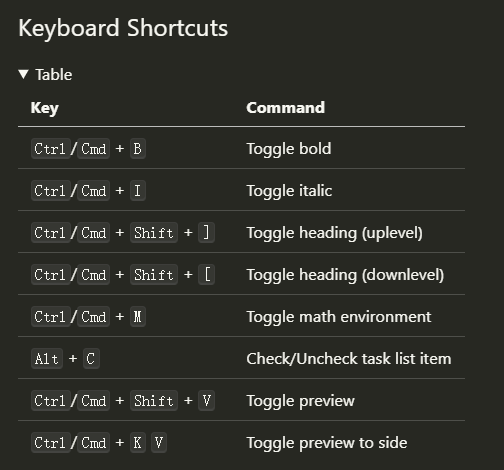 Keyboard Shortcuts
▼ Table
Key Command
Ctrl/Cmd + B Toggle bold
Ctrl/Cmd + I Toggle italic
Ctrl/Cmd + Shift + ] Toggle heading (uplevel)
Ctrl/Cmd + Shift + [ Toggle heading (downlevel)
Ctrl/Cmd + M Toggle math environment
Alt + C Check/Uncheck task list item
Ctrl/Cmd + Shift + V Toggle preview
Ctrl/Cmd + K V Toggle preview to side